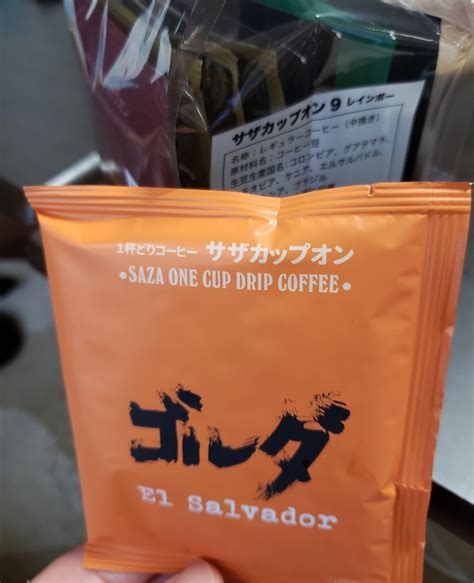 サザカップオン 9 レインボー
名称:レギュラーコーヒー(中挽き)
原材料名:コーヒー豆
生豆生産国名:コロンビア、グアテマラ、
オピア、ケニア、エルサルバドル、
ア、ブラジル
1杯どりコーヒー サザカップオン
•SAZA ONE CUP DRIP COFFEE•
ゴルダ
El Salvador